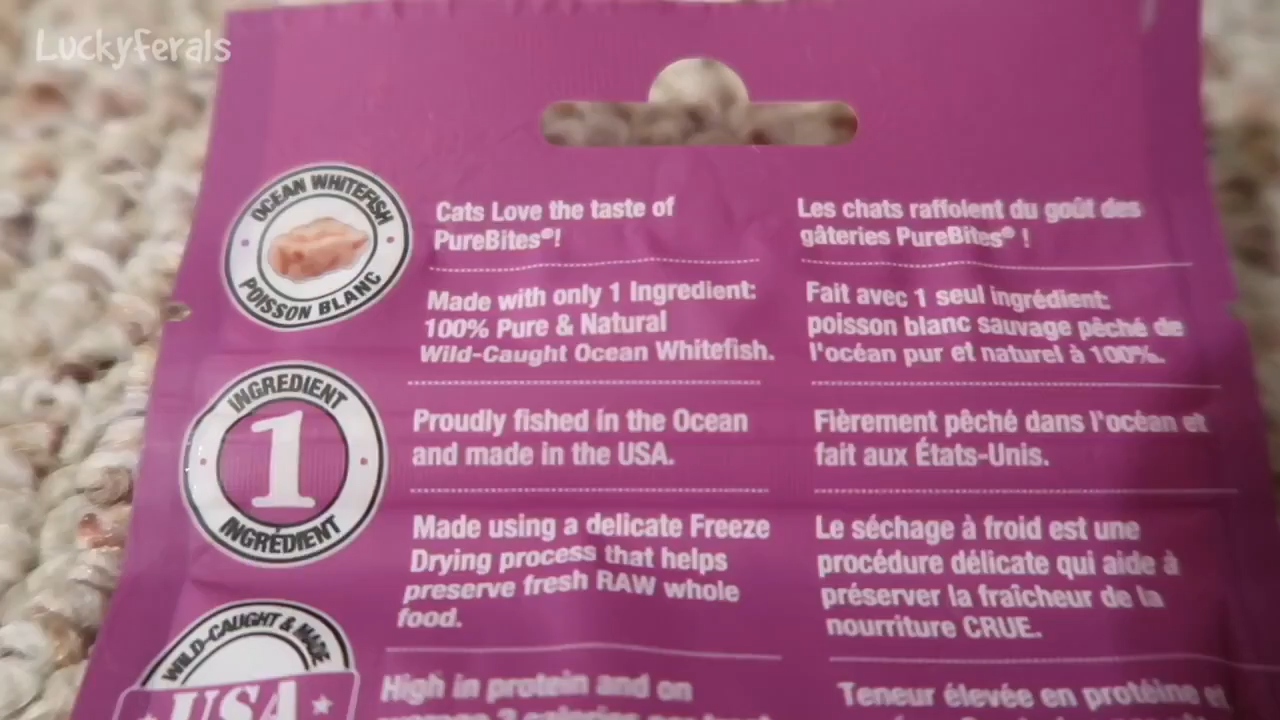 LuckyFerals
OCEAN WHITEFISH
POISSON BLANC
Cats Love the taste of
PureBites®!
Made with only 1 Ingredient:
100% Pure & Natural
Wild-Caught Ocean Whitefish.
INGREDIENT
1
INGRÉDIENT
Proudly fished in the Ocean
and made in the USA.
Made using a delicate Freeze
Drying process that helps
preserve fresh RAW whole
food.
WILD-CAUGHT & MADE
USA
High in protein and on
Les chats raffolent du goût des
gâteries PureBites® !
Fait avec 1 seul ingrédient:
poisson blanc sauvage pêché de
l'océan pur et naturel à 100%.
Fièrement pêché dans l'océan et
fait aux États-Unis.
Le séchage à froid est une
procédure délicate qui aide à
préserver la fraîcheur de la
nourriture CRUE.
Teneur élevée en protéine et